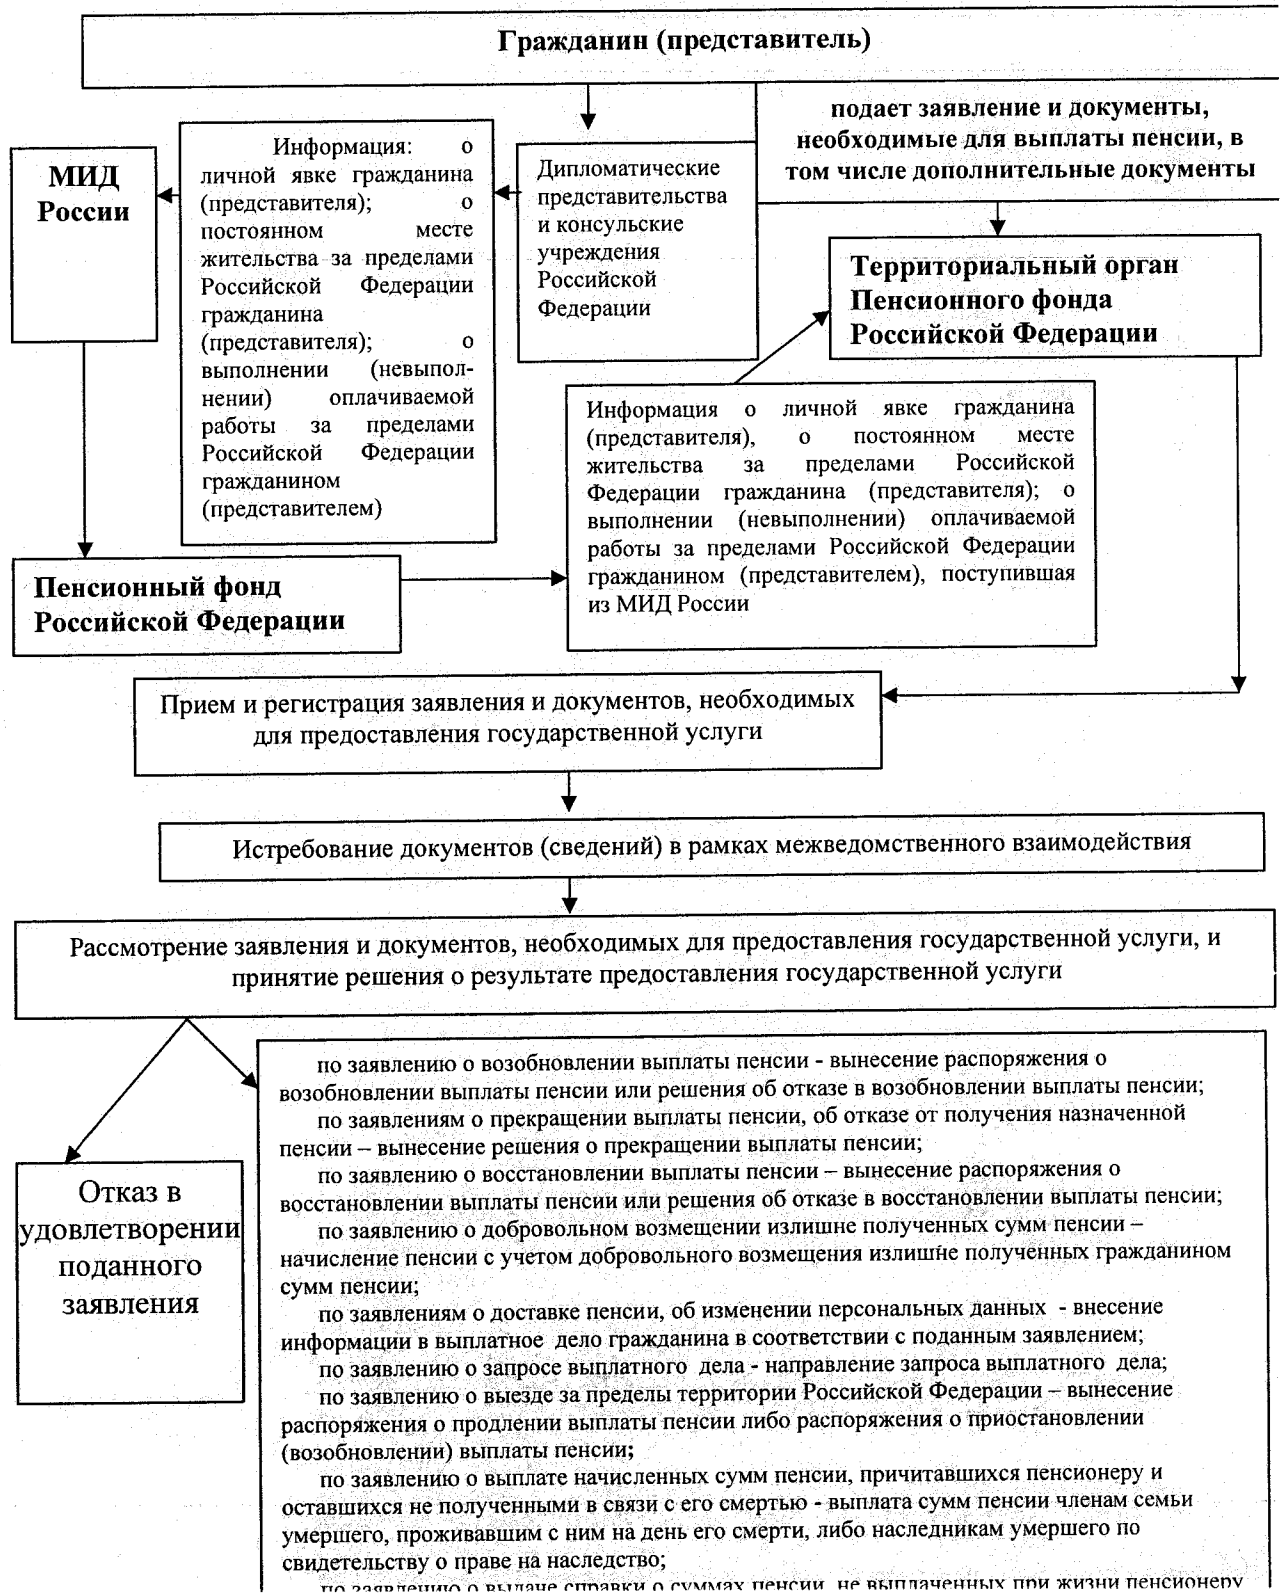 Гражданин (представитель)
подает заявление и документы,
необходимые для выплаты пенсии, в
том числе дополнительные документы
МИД
России
Информация: о
личной явке гражданина
(представителя); о
постоянном месте
жительства за пределами
Российской Федерации
гражданина
(представителя); о
выполнении (невыпол-
нении) оплачиваемой
работы за пределами
Российской Федерации
гражданином
(представителем)
Дипломатические
представительства
и консульские
учреждения
Российской
Федерации
Территориальный орган
Пенсионного фонда
Российской Федерации
Информация о личной явке гражданина
(представителя), о постоянном месте
жительства за пределами Российской
Федерации гражданина (представителя); о
выполнении (невыполнении) оплачиваемой
работы за пределами Российской Федерации
гражданином (представителем), поступившая
из МИД России
Пенсионный фонд
Российской Федерации
Прием и регистрация заявления и документов, необходимых
для предоставления государственной услуги
Истребование документов (сведений) в рамках межведомственного взаимодействия
Рассмотрение заявления и документов, необходимых для предоставления государственной услуги, и
принятие решения о результате предоставления государственной услуги
Отказ в
удовлетворении
поданного
заявления
по заявлению о возобновлении выплаты пенсии - вынесение распоряжения о
возобновлении выплаты пенсии или решения об отказе в возобновлении выплаты пенсии;
по заявлениям о прекращении выплаты пенсии, об отказе от получения назначенной
пенсии – вынесение решения о прекращении выплаты пенсии;
по заявлению о восстановлении выплаты пенсии – вынесение распоряжения о
восстановлении выплаты пенсии или решения об отказе в восстановлении выплаты пенсии;
по заявлению о добровольном возмещении излишне полученных сумм пенсии –
начисление пенсии с учетом добровольного возмещения излишне полученных гражданином
сумм пенсии;
по заявлениям о доставке пенсии, об изменении персональных данных - внесение
информации в выплатное дело гражданина в соответствии с поданным заявлением;
по заявлению о запросе выплатного дела - направление запроса выплатного дела;
по заявлению о выезде за пределы территории Российской Федерации – вынесение
распоряжения о продлении выплаты пенсии либо распоряжения о приостановлении
(возобновлении) выплаты пенсии;
по заявлению о выплате начисленных сумм пенсии, причитавшихся пенсионеру и
оставшихся не полученными в связи с его смертью - выплата сумм пенсии членам семьи
умершего, проживавшим с ним на день его смерти, либо наследникам умершего по
свидетельству о праве на наследство;
по заявлению о выдаче справки о суммах пенсии, не выплаченных при жизни пенсионеру